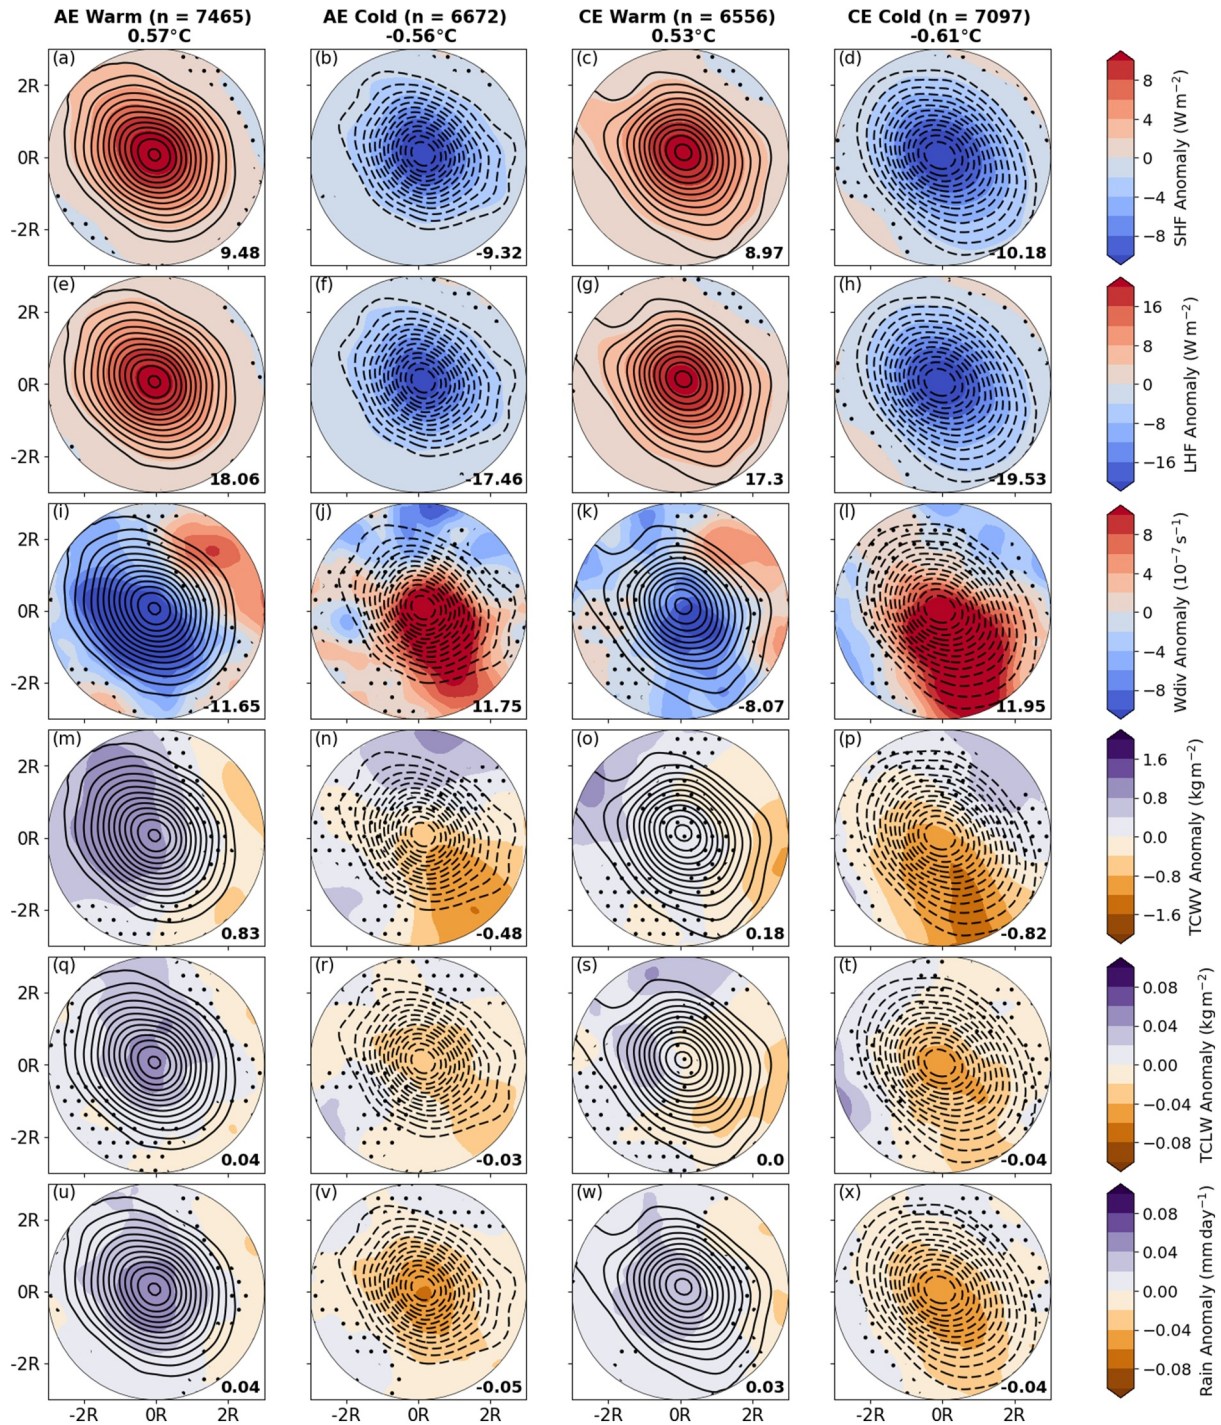 AE Warm (n = 7465) AE Cold (n = 6672) CE Warm (n = 6556) CE Cold (n = 7097)
0.57°C -0.56°C 0.53°C -0.61°C
(a) (b) (c) (d)
2R
0R
-2R
9.48 -9.32 8.97 -10.18
8
4
0
−4
−8
SHF Anomaly (W m⁻²)
(e) (f) (g) (h)
2R
0R
-2R
18.06 -17.46 17.3 -19.53
16
8
0
−8
−16
LHF Anomaly (W m⁻²)
(i) (j) (k) (l)
2R
0R
-2R
-11.65 11.75 -8.07 11.95
8
4
0
−4
−8
Wdiv Anomaly (10⁻⁷ s⁻¹)
(m) (n) (o) (p)
2R
0R
-2R
0.83 -0.48 0.18 -0.82
1.6
0.8
0.0
−0.8
−1.6
TCWV Anomaly (kg m⁻²)
(q) (r) (s) (t)
2R
0R
-2R
0.04 -0.03 0.0 -0.04
0.08
0.04
0.00
−0.04
−0.08
TCLW Anomaly (kg m⁻²)
(u) (v) (w) (x)
2R
0R
-2R
0.04 -0.05 0.03 -0.04
0.08
0.04
0.00
−0.04
−0.08
Rain Anomaly (mm day⁻¹)
-2R 0R 2R -2R 0R 2R -2R 0R 2R -2R 0R 2R